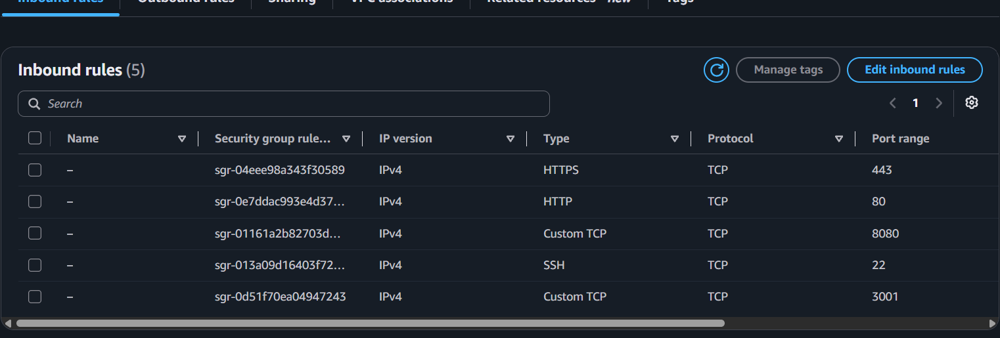 Inbound rules Outbound rules Sharing VPC associations Related resources new Tags
Inbound rules (5) Manage tags Edit inbound rules
Search 1
Name Security group rule... IP version Type Protocol Port range
– sgr-04eee98a343f30589 IPv4 HTTPS TCP 443
– sgr-0e7ddac993e4d37... IPv4 HTTP TCP 80
– sgr-01161a2b82703d... IPv4 Custom TCP TCP 8080
– sgr-013a09d16403f72... IPv4 SSH TCP 22
– sgr-0d51f70ea04947243 IPv4 Custom TCP TCP 3001